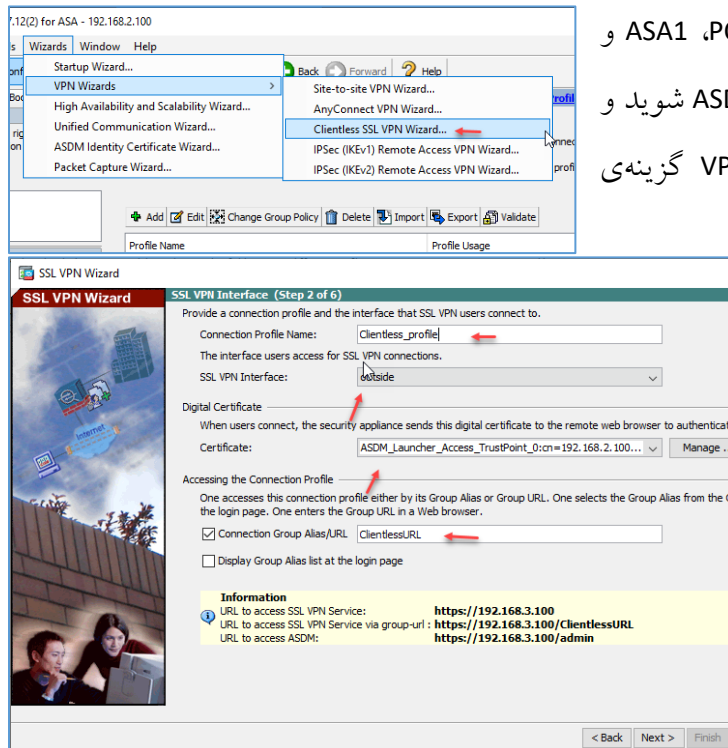 7.12(2) for ASA - 192.168.2.100
Wizards Window Help
Startup Wizard...
VPN Wizards >
High Availability and Scalability Wizard...
Unified Communication Wizard...
ASDM Identity Certificate Wizard...
Packet Capture Wizard...
Back Forward Help
Site-to-site VPN Wizard...
AnyConnect VPN Wizard...
Clientless SSL VPN Wizard...
IPSec (IKEv1) Remote Access VPN Wizard...
IPSec (IKEv2) Remote Access VPN Wizard...
Add Edit Change Group Policy Delete Import Export Validate
Profile Name Profile Usage
ASA1 و
شوید و
VP گزینه‌ی
SSL VPN Wizard
SSL VPN Wizard
SSL VPN Interface (Step 2 of 6)
Provide a connection profile and the interface that SSL VPN users connect to.
Connection Profile Name: Clientless_profile
The interface users access for SSL VPN connections.
SSL VPN Interface: outside
Digital Certificate
When users connect, the security appliance sends this digital certificate to the remote web browser to
Certificate: ASDM_Launcher_Access_TrustPoint_0:cn=192.168.2.100... Manage ..
Accessing the Connection Profile
One accesses this connection profile either by its Group Alias or Group URL. One selects the Group Alias from the
the login page. One enters the Group URL in a Web browser.
Connection Group Alias/URL ClientlessURL
Display Group Alias list at the login page
Information
URL to access SSL VPN Service: https://192.168.3.100
URL to access SSL VPN Service via group-url : https://192.168.3.100/ClientlessURL
URL to access ASDM: https://192.168.3.100/admin
Internet
< Back Next > Finish